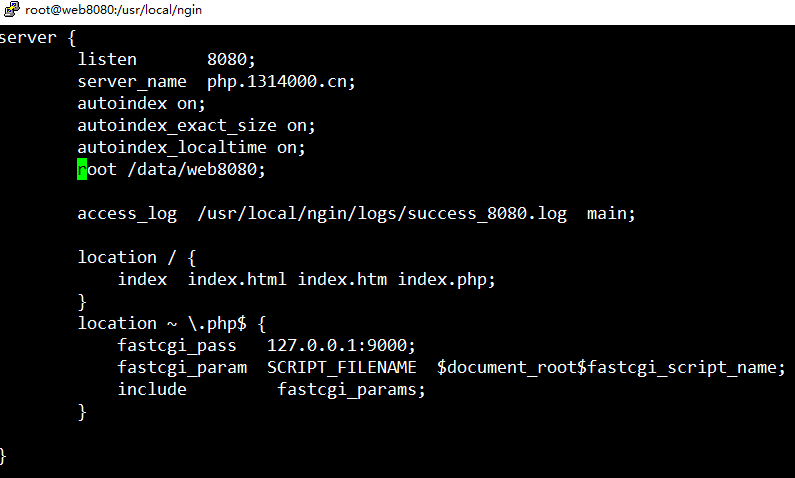 root@web8080:/usr/local/ngin
server {
listen 8080;
server_name php.1314000.cn;
autoindex on;
autoindex_exact_size on;
autoindex_localtime on;
root /data/web8080;
access_log /usr/local/ngin/logs/success_8080.log main;
location / {
index index.html index.htm index.php;
}
location ~ \.php$ {
fastcgi_pass 127.0.0.1:9000;
fastcgi_param SCRIPT_FILENAME $document_root$fastcgi_script_name;
include fastcgi_params;
}
}